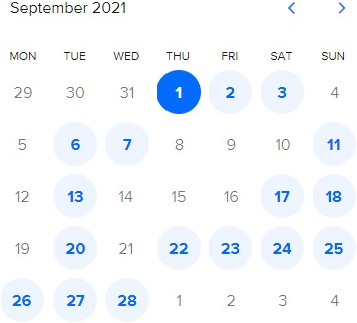 September 2021
MON TUE WED THU FRI SAT SUN
29 30 31 1 2 3 4
5 6 7 8 9 10 11
12 13 14 15 16 17 18
19 20 21 22 23 24 25
26 27 28 1 2 3 4